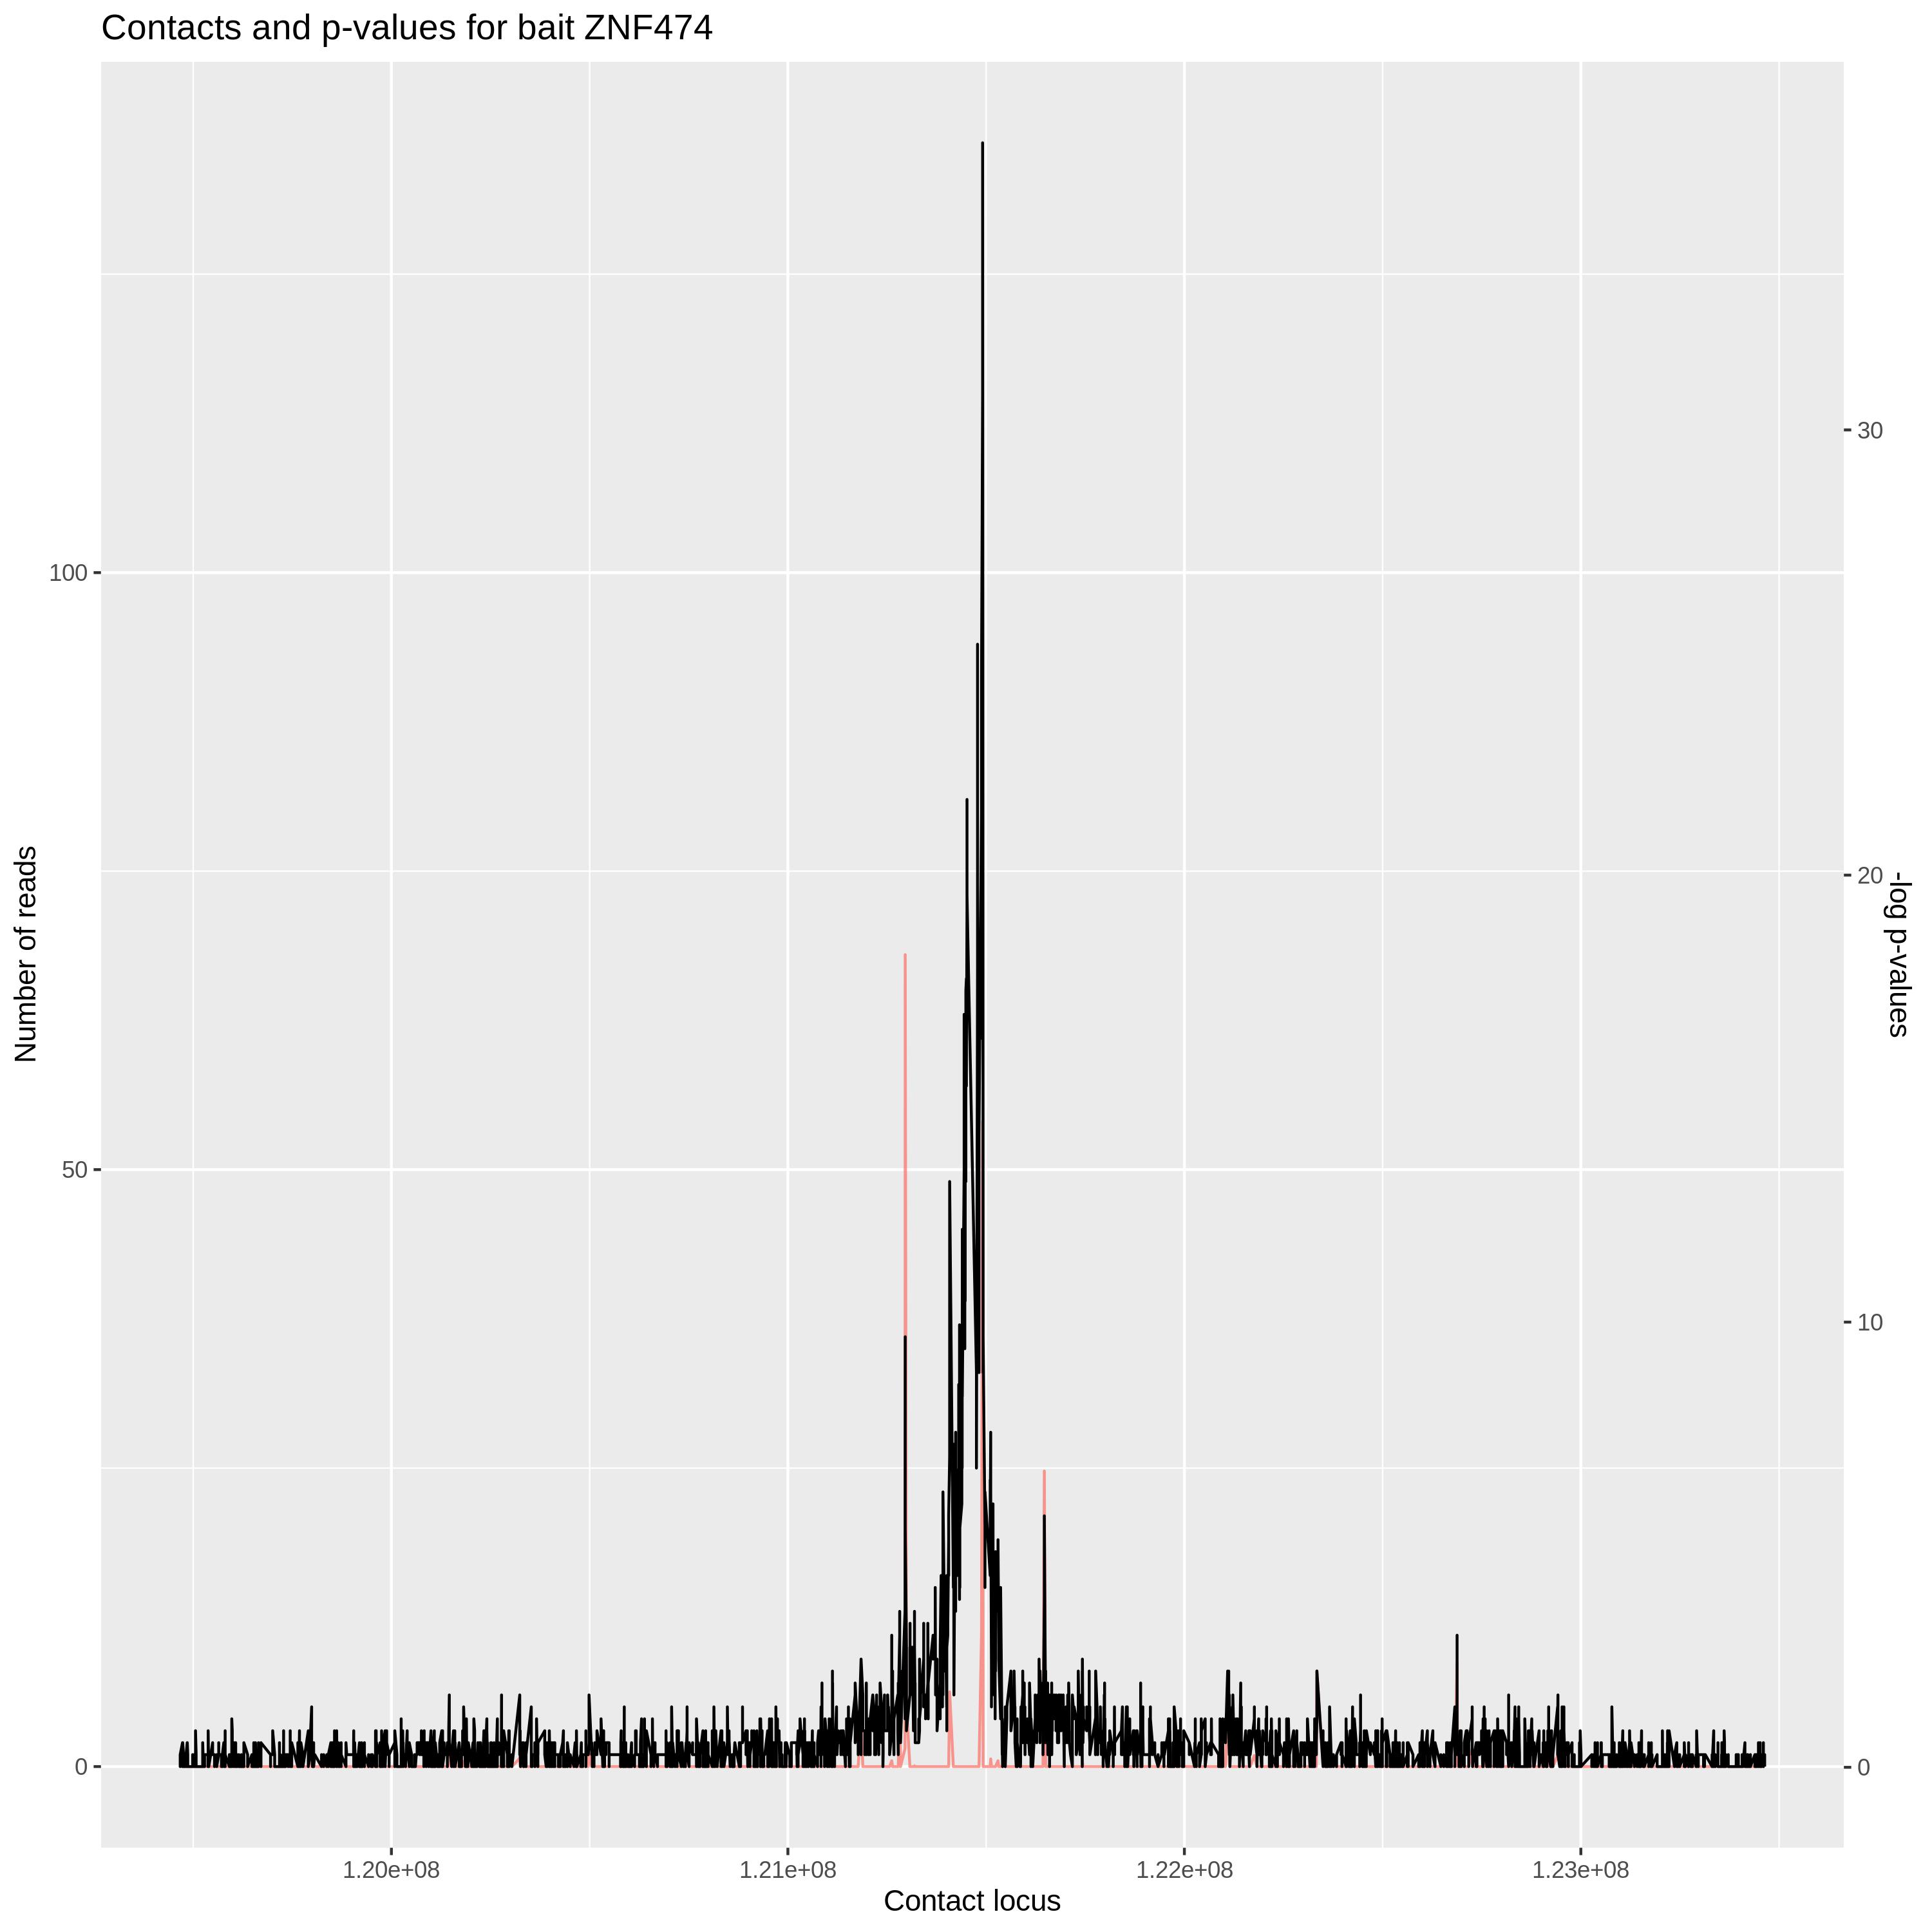 Contacts and p-values for bait ZNF474
Number of reads
100
50
0
30
20
10
0
-log p-values
1.20e+08
1.21e+08
1.22e+08
1.23e+08
Contact locus